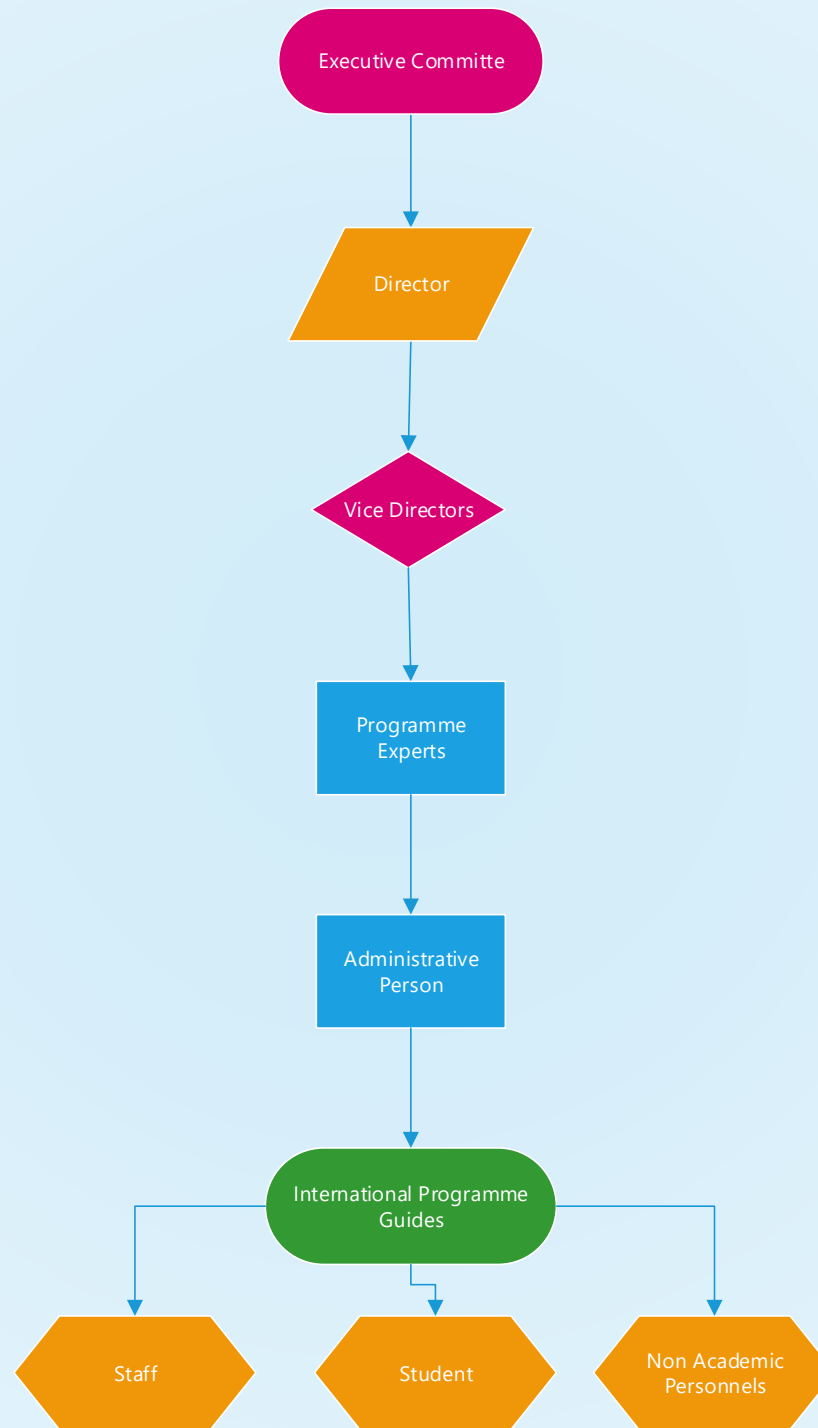 Executive Committe
Director
Vice Directors
Programme
Experts
Administrative
Person
International Programme
Guides
Staff
Student
Non Academic
Personnels